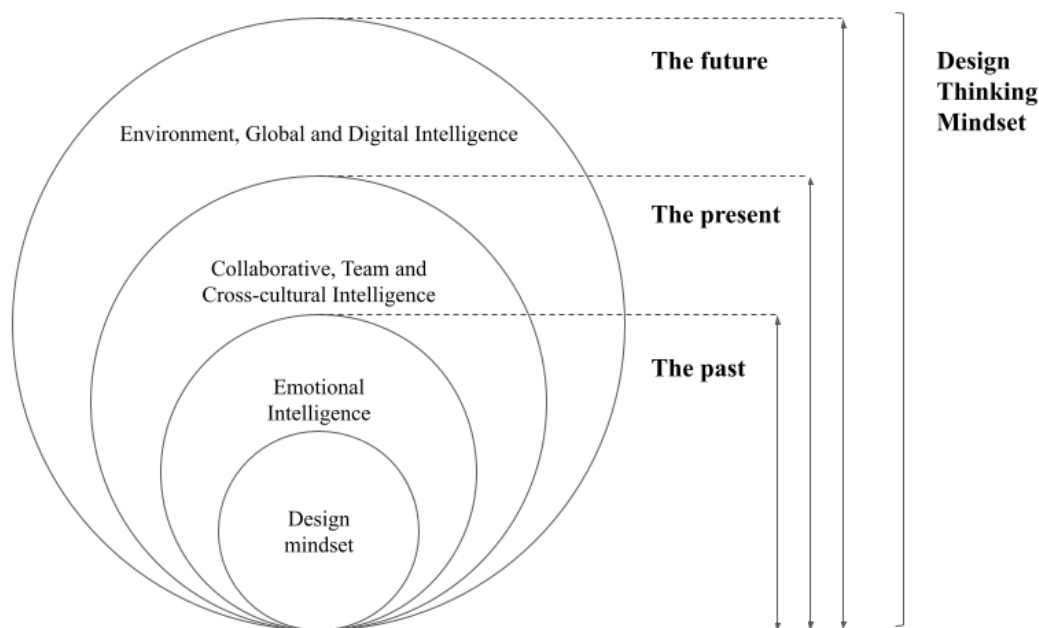 The future
Design
Thinking
Mindset
Environment, Global and Digital Intelligence
The present
Collaborative, Team and
Cross-cultural Intelligence
The past
Emotional
Intelligence
Design
mindset